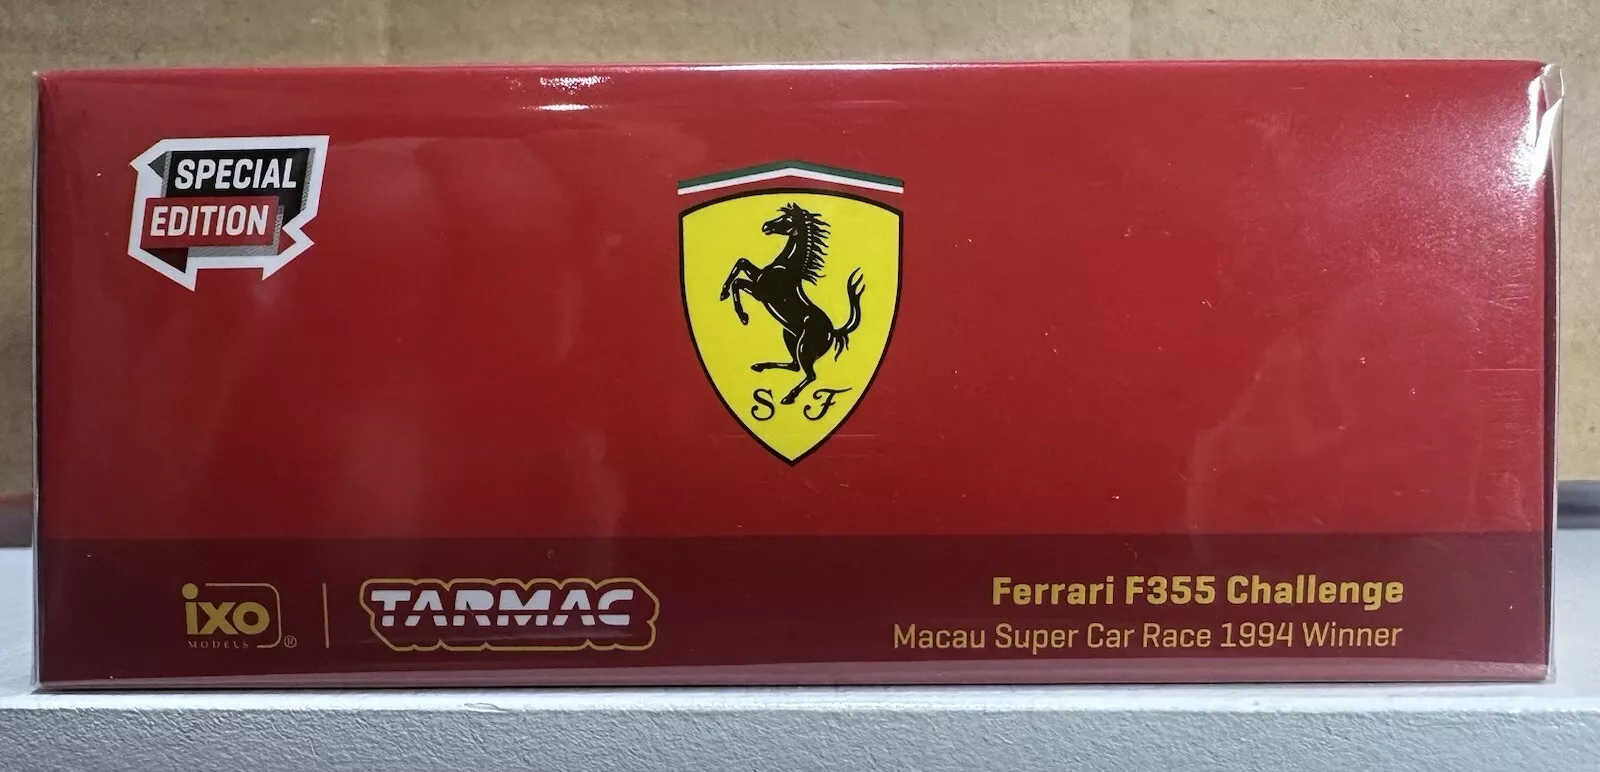 SPECIAL
EDITION
S F
ixo
MODELS ®
TARMAC
Ferrari F355 Challenge
Macau Super Car Race 1994 Winner